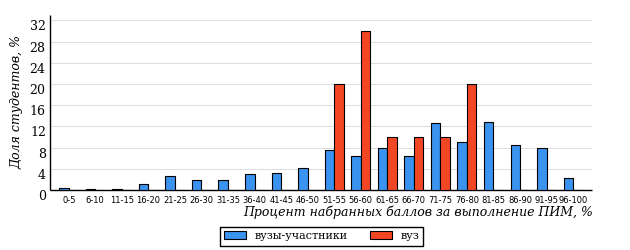 Доля студентов, %
32
28
24
20
16
12
8
4
0
0-5 6-10 11-15 16-20 21-25 26-30 31-35 36-40 41-45 46-50 51-55 56-60 61-65 66-70 71-75 76-80 81-85 86-90 91-95 96-100
Процент набранных баллов за выполнение ПИМ, %
вузы-участники вуз